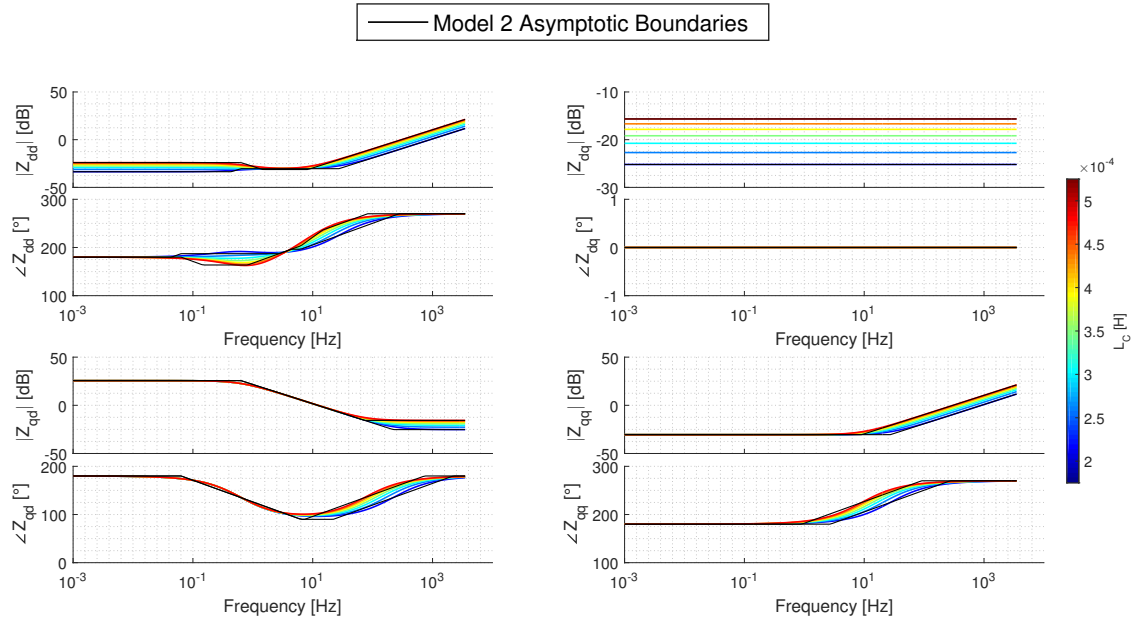 Model 2 Asymptotic Boundaries
|Z_dd| [dB]
50
0
-50
∠Z_dd [°]
300
200
100
10^-3 10^-1 10^1 10^3
Frequency [Hz]
|Z_dq| [dB]
-10
-20
-30
∠Z_dq [°]
1
0
-1
10^-3 10^-1 10^1 10^3
Frequency [Hz]
|Z_qd| [dB]
50
0
-50
∠Z_qd [°]
200
100
0
10^-3 10^-1 10^1 10^3
Frequency [Hz]
|Z_qq| [dB]
50
0
-50
∠Z_qq [°]
300
200
100
10^-3 10^-1 10^1 10^3
Frequency [Hz]
×10^-4
5
4.5
4
3.5
3
2.5
2
L_C [H]